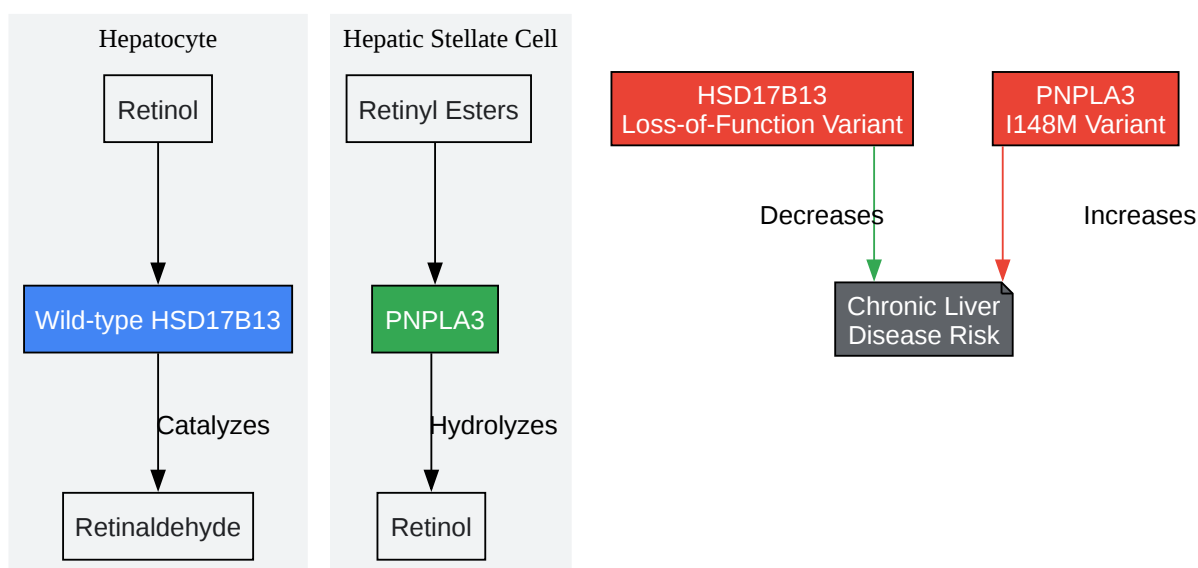 Hepatocyte
Retinol
Wild-type HSD17B13
Catalyzes
Retinaldehyde
Hepatic Stellate Cell
Retinyl Esters
PNPLA3
Hydrolyzes
Retinol
HSD17B13
Loss-of-Function Variant
PNPLA3
I148M Variant
Decreases
Increases
Chronic Liver
Disease Risk